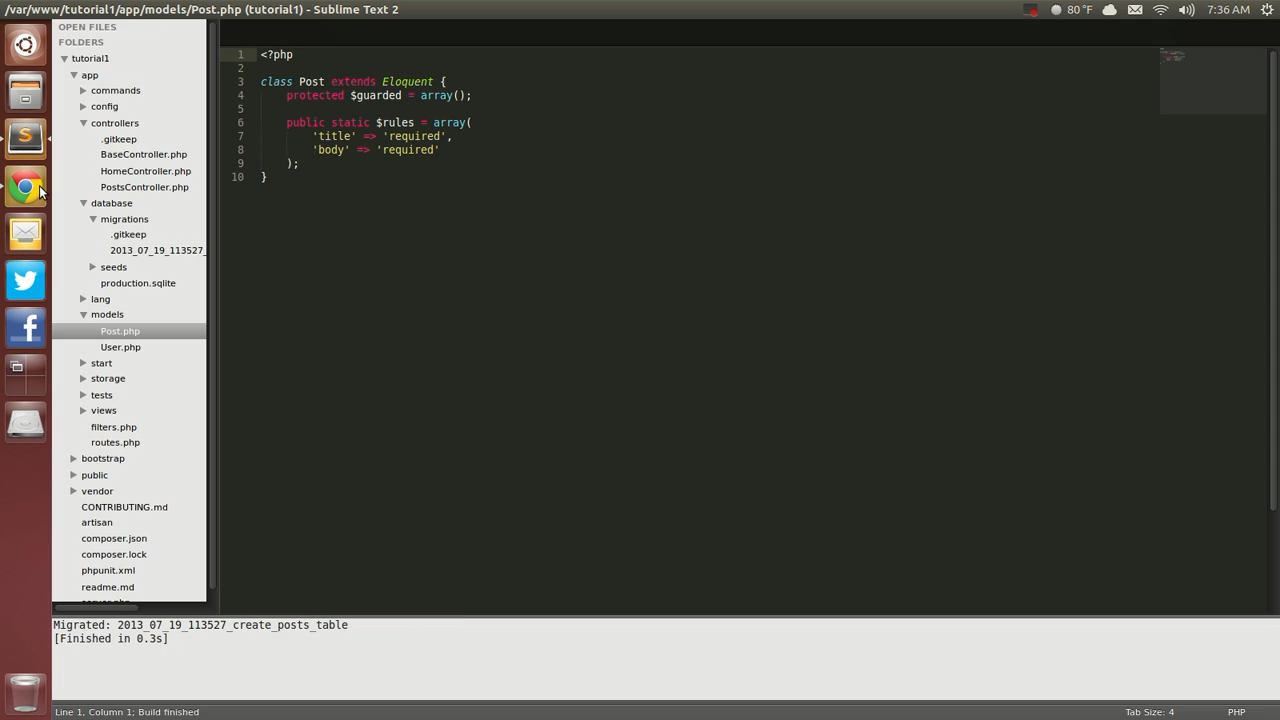 /var/www/tutorial1/app/models/Post.php (tutorial1) - Sublime Text 2
80 °F
7:36 AM
OPEN FILES
FOLDERS
tutorial1
app
commands
config
controllers
.gitkeep
BaseController.php
HomeController.php
PostsController.php
database
migrations
.gitkeep
2013_07_19_113527_
seeds
production.sqlite
lang
models
Post.php
User.php
start
storage
tests
views
filters.php
routes.php
bootstrap
public
vendor
CONTRIBUTING.md
artisan
composer.json
composer.lock
phpunit.xml
readme.md
1 <?php
2
3 class Post extends Eloquent {
4 protected $guarded = array();
5
6 public static $rules = array(
7 'title' => 'required',
8 'body' => 'required'
9 );
10 }
Migrated: 2013_07_19_113527_create_posts_table
[Finished in 0.3s]
Line 1, Column 1; Build finished
Tab Size: 4
PHP